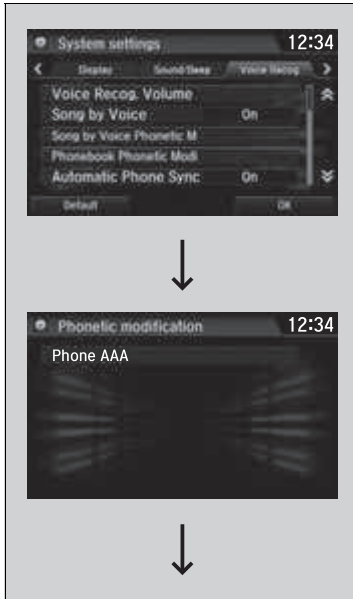 System settings 12:34
Display Sound/Beep Voice Recog
Voice Recog. Volume
Song by Voice On
Song by Voice Phonetic M
Phonebook Phonetic Modi
Automatic Phone Sync On
Default OK
Phonetic modification 12:34
Phone AAA